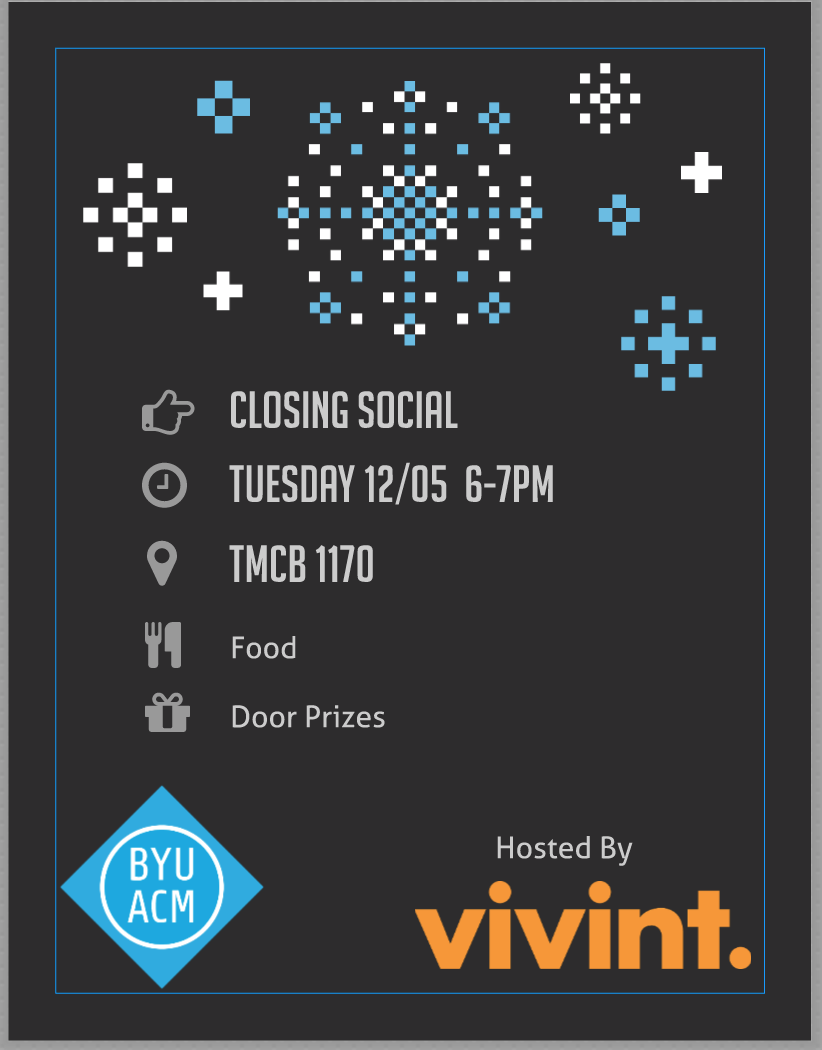 CLOSING SOCIAL
TUESDAY 12/05 6-7PM
TMCB 1170
Food
Door Prizes
BYU
ACM
Hosted By
vivint.